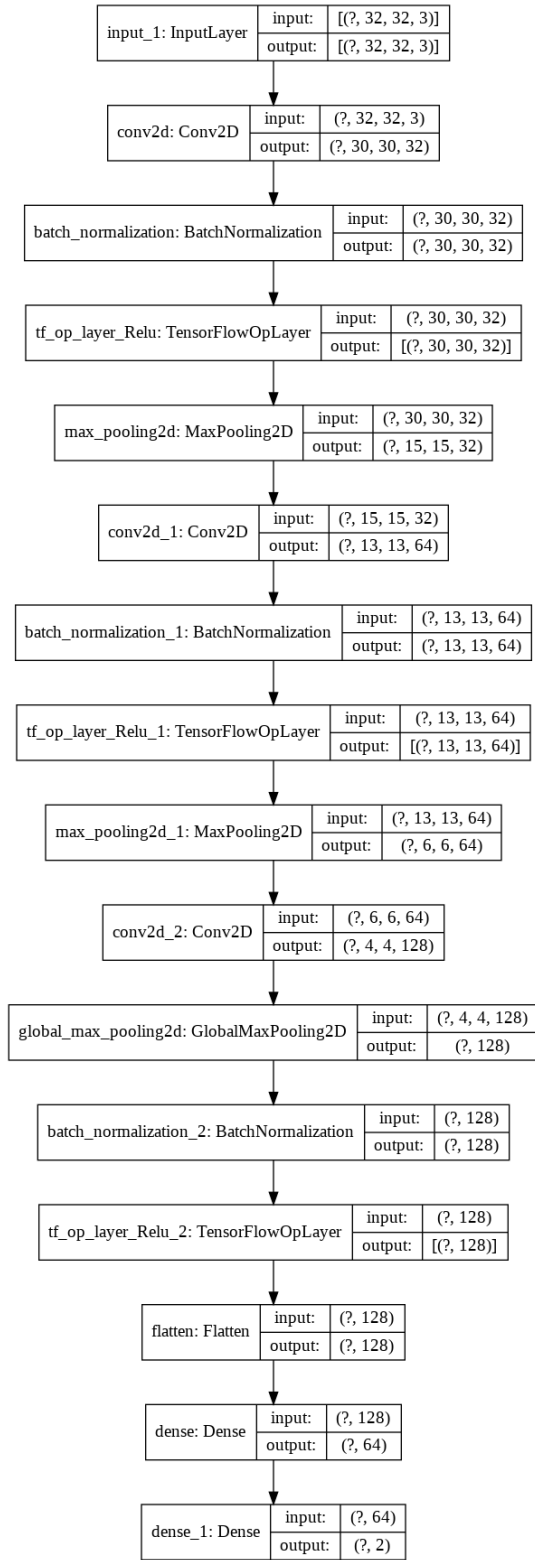 input_1: InputLayer
input: [(?, 32, 32, 3)]
output: [(?, 32, 32, 3)]
conv2d: Conv2D
input: (?, 32, 32, 3)
output: (?, 30, 30, 32)
batch_normalization: BatchNormalization
input: (?, 30, 30, 32)
output: (?, 30, 30, 32)
tf_op_layer_Relu: TensorFlowOpLayer
input: (?, 30, 30, 32)
output: [(?, 30, 30, 32)]
max_pooling2d: MaxPooling2D
input: (?, 30, 30, 32)
output: (?, 15, 15, 32)
conv2d_1: Conv2D
input: (?, 15, 15, 32)
output: (?, 13, 13, 64)
batch_normalization_1: BatchNormalization
input: (?, 13, 13, 64)
output: (?, 13, 13, 64)
tf_op_layer_Relu_1: TensorFlowOpLayer
input: (?, 13, 13, 64)
output: [(?, 13, 13, 64)]
max_pooling2d_1: MaxPooling2D
input: (?, 13, 13, 64)
output: (?, 6, 6, 64)
conv2d_2: Conv2D
input: (?, 6, 6, 64)
output: (?, 4, 4, 128)
global_max_pooling2d: GlobalMaxPooling2D
input: (?, 4, 4, 128)
output: (?, 128)
batch_normalization_2: BatchNormalization
input: (?, 128)
output: (?, 128)
tf_op_layer_Relu_2: TensorFlowOpLayer
input: (?, 128)
output: [(?, 128)]
flatten: Flatten
input: (?, 128)
output: (?, 128)
dense: Dense
input: (?, 128)
output: (?, 64)
dense_1: Dense
input: (?, 64)
output: (?, 2)